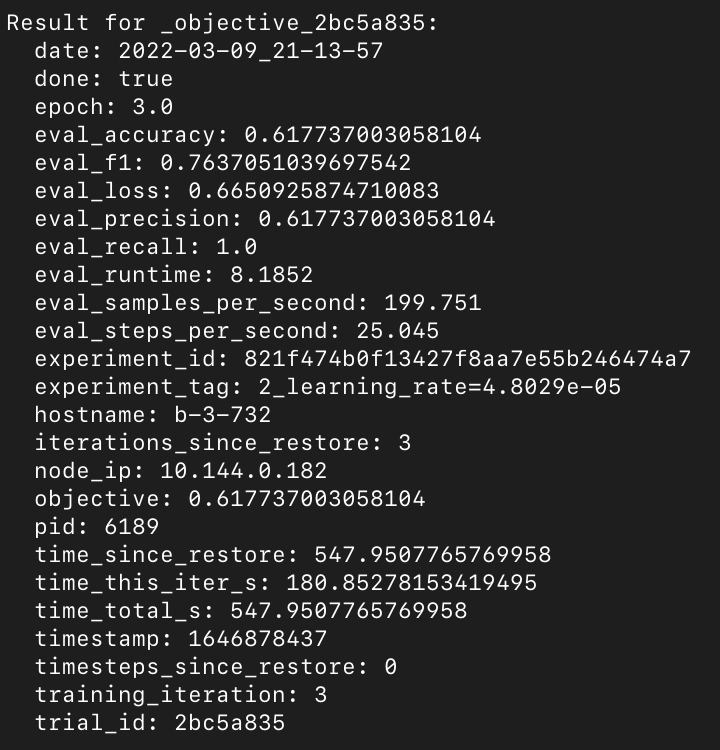 Result for _objective_2bc5a835:
  date: 2022-03-09_21-13-57
  done: true
  epoch: 3.0
  eval_accuracy: 0.617737003058104
  eval_f1: 0.7637051039697542
  eval_loss: 0.6650925874710083
  eval_precision: 0.617737003058104
  eval_recall: 1.0
  eval_runtime: 8.1852
  eval_samples_per_second: 199.751
  eval_steps_per_second: 25.045
  experiment_id: 821f474b0f13427f8aa7e55b246474a7
  experiment_tag: 2_learning_rate=4.8029e-05
  hostname: b-3-732
  iterations_since_restore: 3
  node_ip: 10.144.0.182
  objective: 0.617737003058104
  pid: 6189
  time_since_restore: 547.9507765769958
  time_this_iter_s: 180.85278153419495
  time_total_s: 547.9507765769958
  timestamp: 1646878437
  timesteps_since_restore: 0
  training_iteration: 3
  trial_id: 2bc5a835